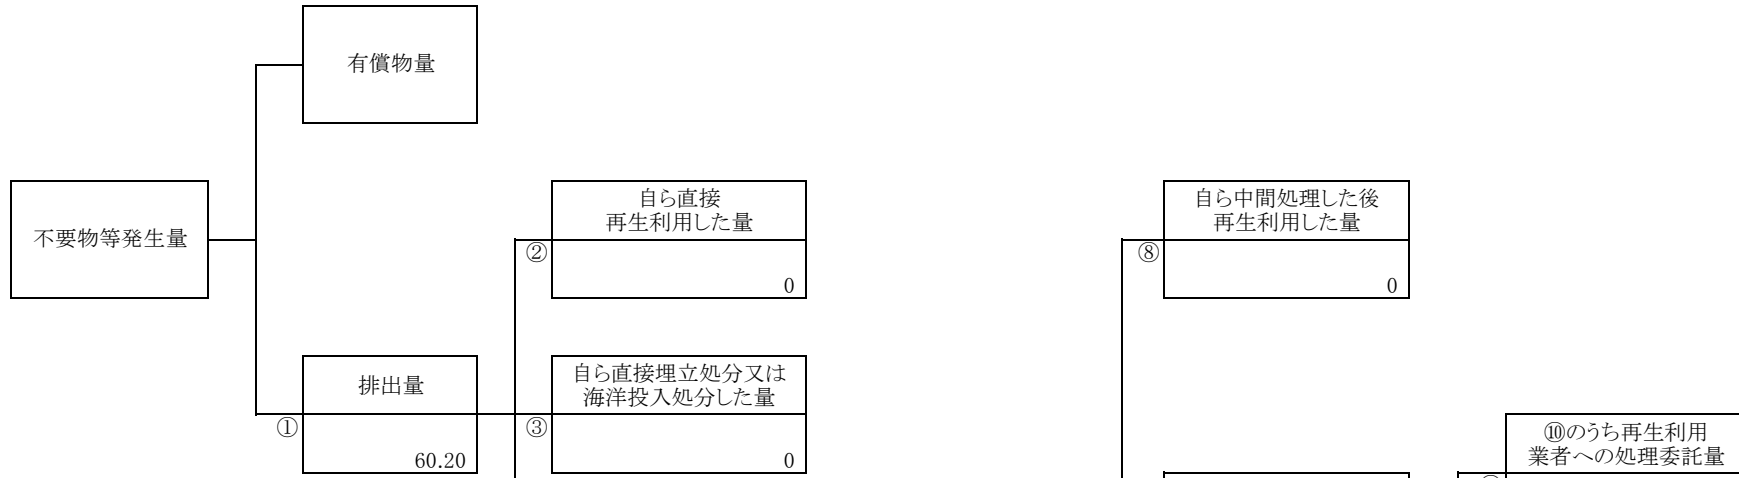 有償物量
不要物等発生量
自ら直接
再生利用した量
②
0
自ら中間処理した後
再生利用した量
⑧
0
排出量
①
60.20
自ら直接埋立処分又は
海洋投入処分した量
③
0
⑩のうち再生利用
業者への処理委託量